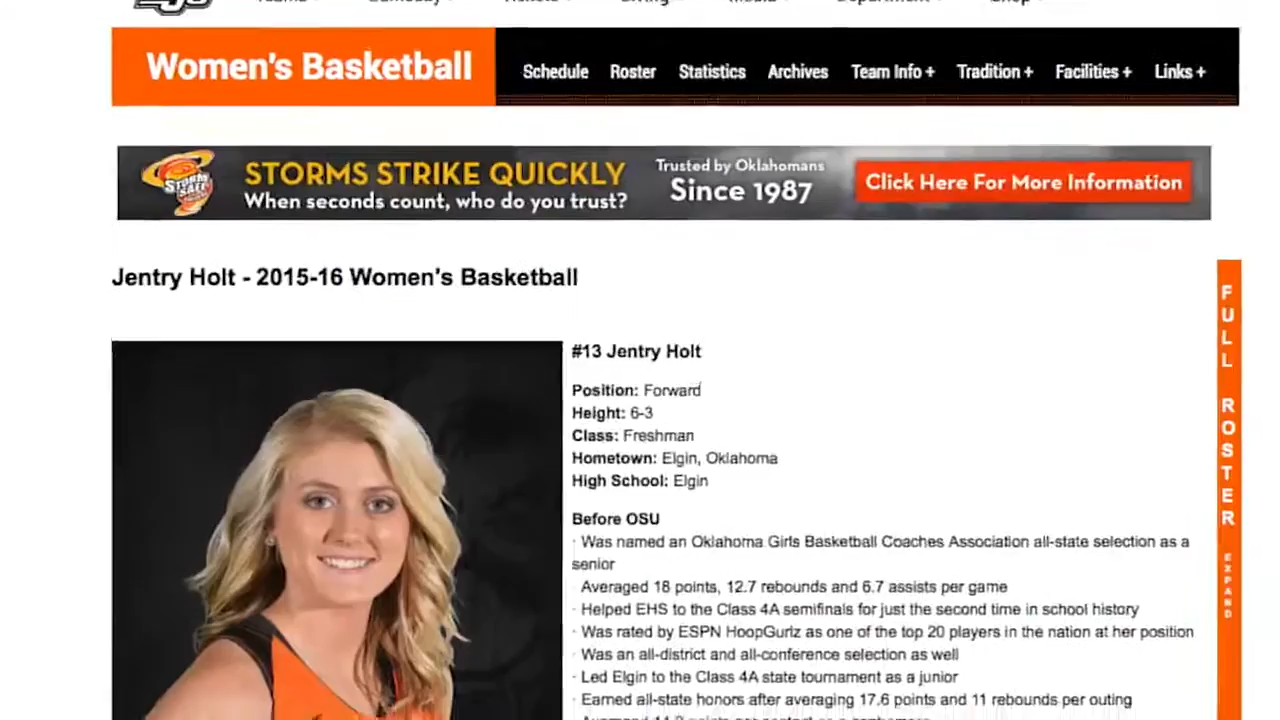 Women's Basketball
Schedule Roster Statistics Archives Team Info + Tradition + Facilities + Links +
STORM SAFE
STORMS STRIKE QUICKLY
When seconds count, who do you trust?
Trusted by Oklahomans
Since 1987
Click Here For More Information
Jentry Holt - 2015-16 Women's Basketball
#13 Jentry Holt
Position: Forward
Height: 6-3
Class: Freshman
Hometown: Elgin, Oklahoma
High School: Elgin
Before OSU
· Was named an Oklahoma Girls Basketball Coaches Association all-state selection as a
senior
Averaged 18 points, 12.7 rebounds and 6.7 assists per game
· Helped EHS to the Class 4A semifinals for just the second time in school history
· Was rated by ESPN HoopGurlz as one of the top 20 players in the nation at her position
· Was an all-district and all-conference selection as well
· Led Elgin to the Class 4A state tournament as a junior
· Earned all-state honors after averaging 17.6 points and 11 rebounds per outing
FULL ROSTER
EXPAND